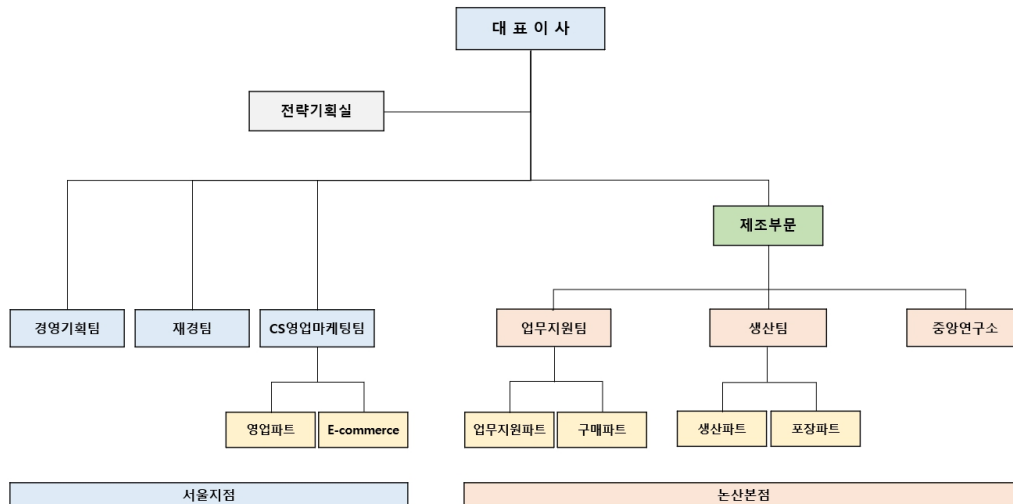 대 표 이 사
전략기획실
제조부문
경영기획팀
재경팀
CS영업마케팅팀
업무지원팀
생산팀
중앙연구소
영업파트
E-commerce
업무지원파트
구매파트
생산파트
포장파트
서울지점
논산본점